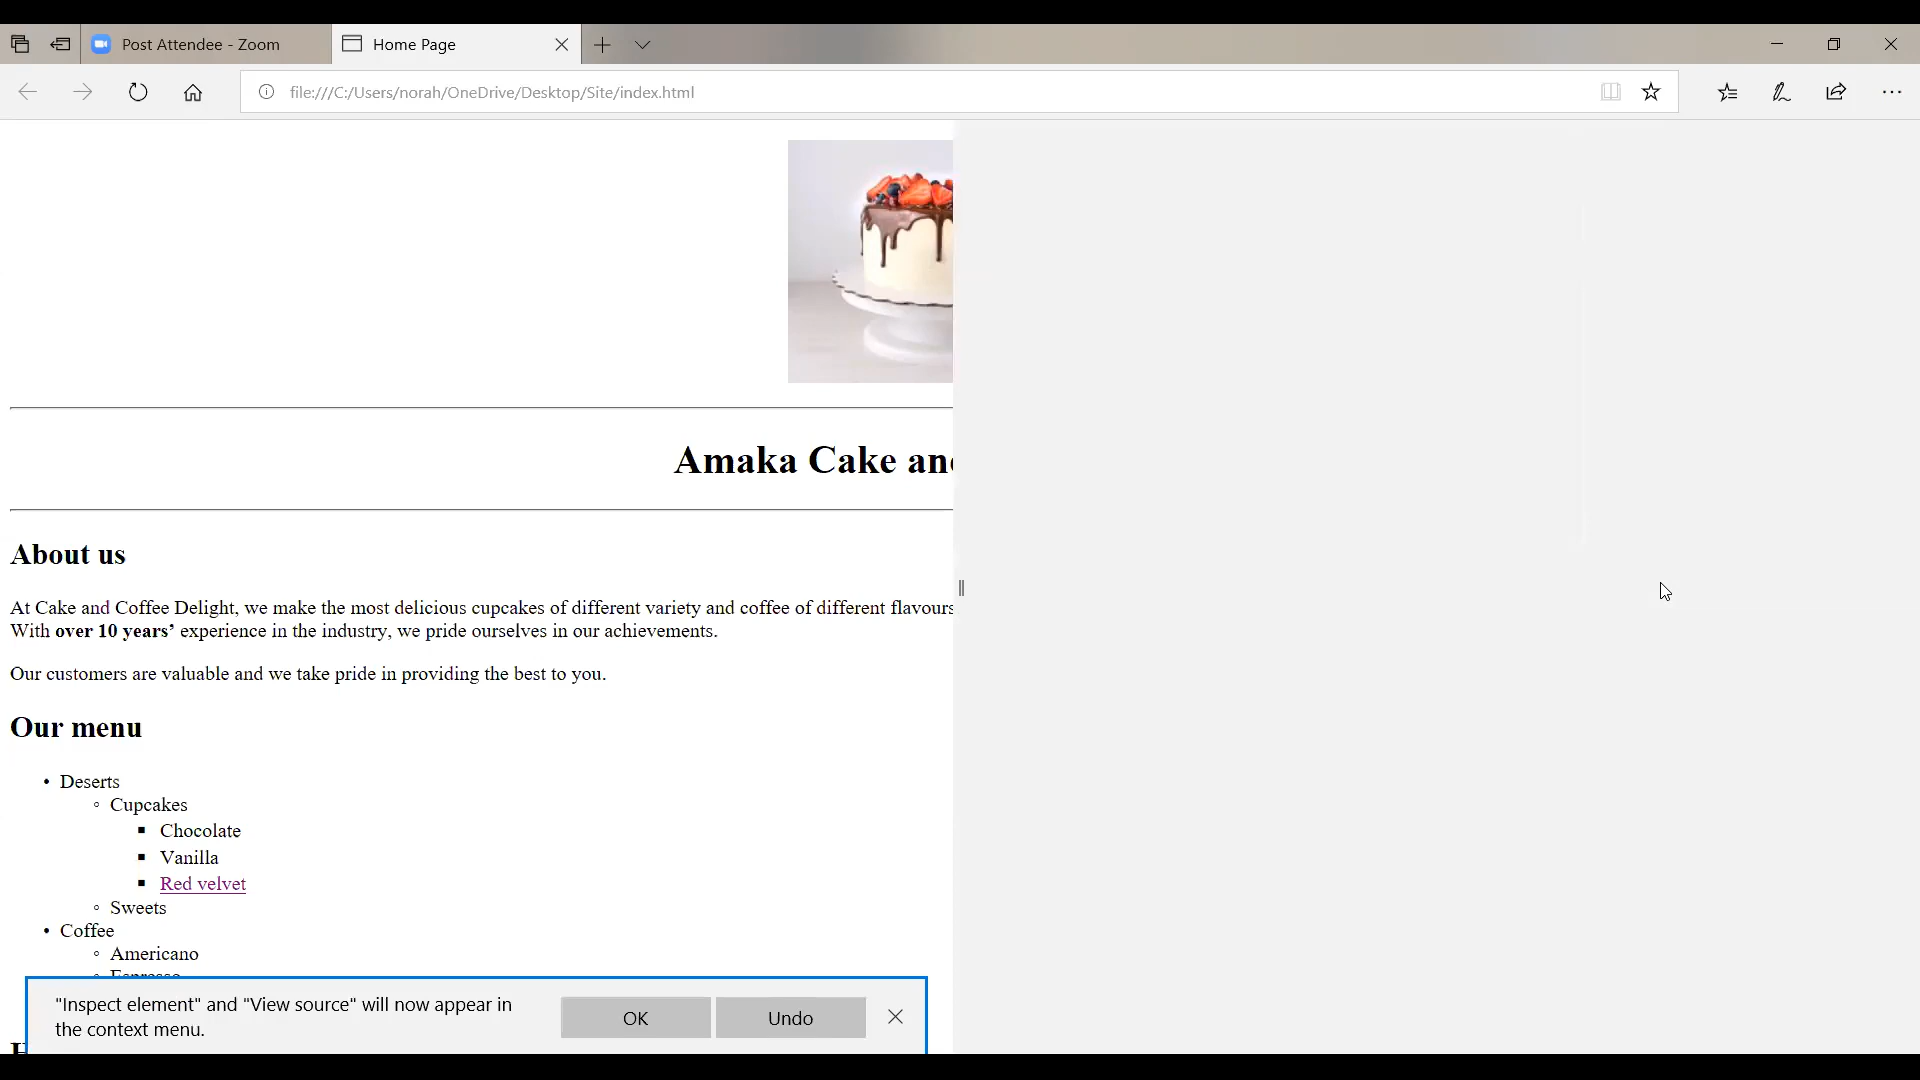 Post Attendee - Zoom
Home Page
file:///C:/Users/norah/OneDrive/Desktop/Site/index.html
Amaka Cake and
About us
At Cake and Coffee Delight, we make the most delicious cupcakes of different variety and coffee of different flavours
With over 10 years’ experience in the industry, we pride ourselves in our achievements.
Our customers are valuable and we take pride in providing the best to you.
Our menu
• Deserts
◦ Cupcakes
▪ Chocolate
▪ Vanilla
▪ Red velvet
◦ Sweets
• Coffee
◦ Americano
◦ Espresso
"Inspect element" and "View source" will now appear in
the context menu.
OK
Undo